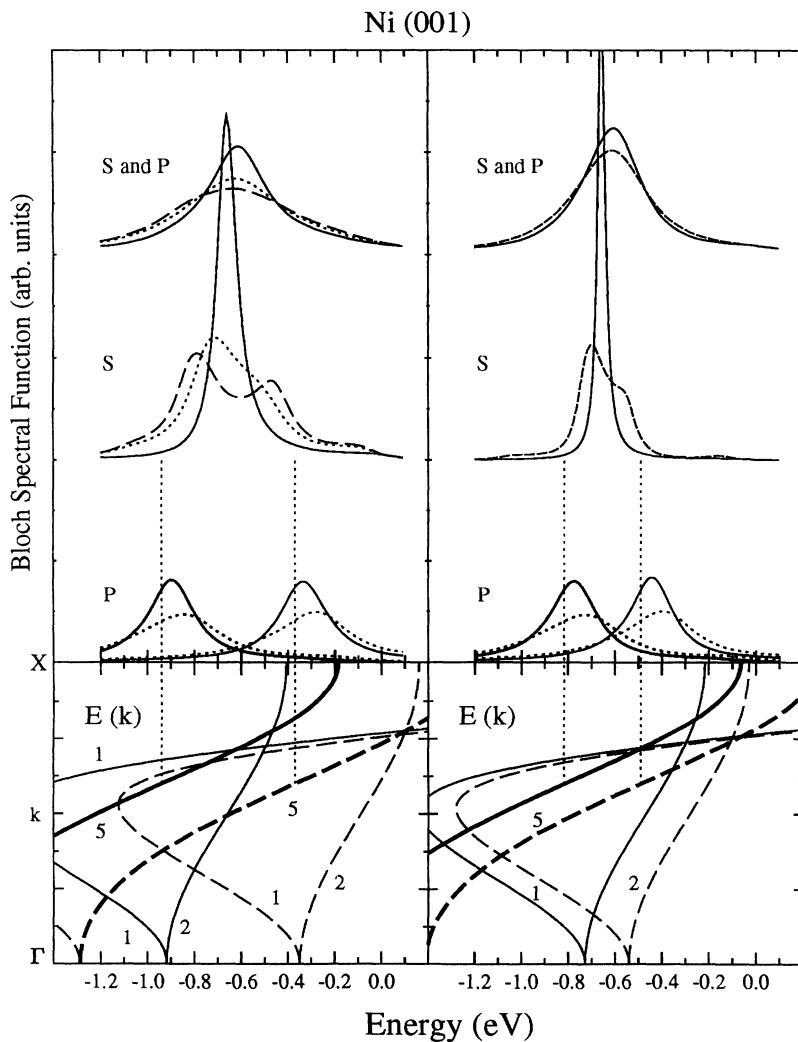 Ni (001)
Bloch Spectral Function (arb. units)
S and P
S and P
S
S
P
P
X
E (k)
E (k)
1
k
5
5
5
1
2
1
2
1
2
Γ
-1.2 -1.0 -0.8 -0.6 -0.4 -0.2 0.0
-1.2 -1.0 -0.8 -0.6 -0.4 -0.2 0.0
Energy (eV)